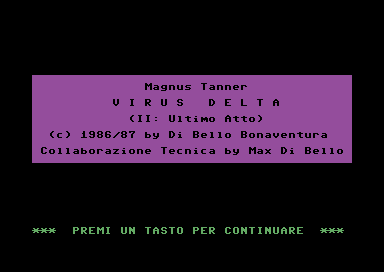 Magnus Tanner
V I R U S   D E L T A
(II: Ultimo Atto)
(c) 1986/87 by Di Bello Bonaventura
Collaborazione Tecnica by Max Di Bello
***  PREMI UN TASTO PER CONTINUARE  ***